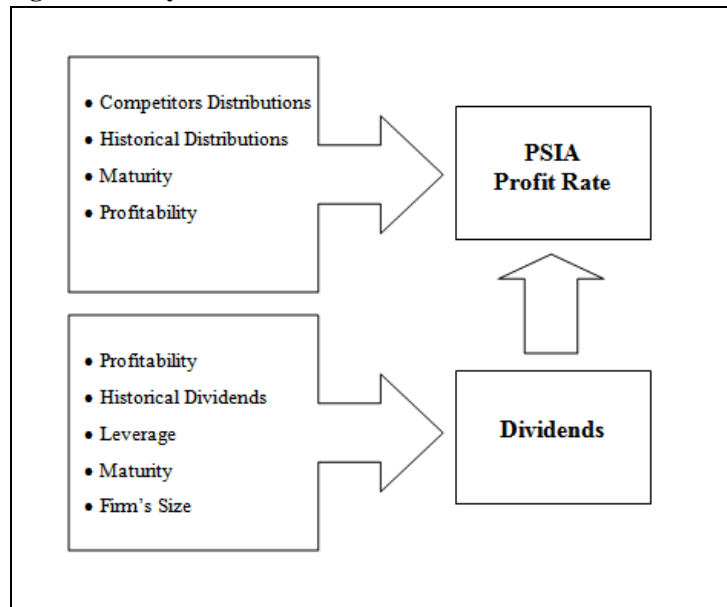 • Competitors Distributions
• Historical Distributions
• Maturity
• Profitability
PSIA
Profit Rate
• Profitability
• Historical Dividends
• Leverage
• Maturity
• Firm's Size
Dividends